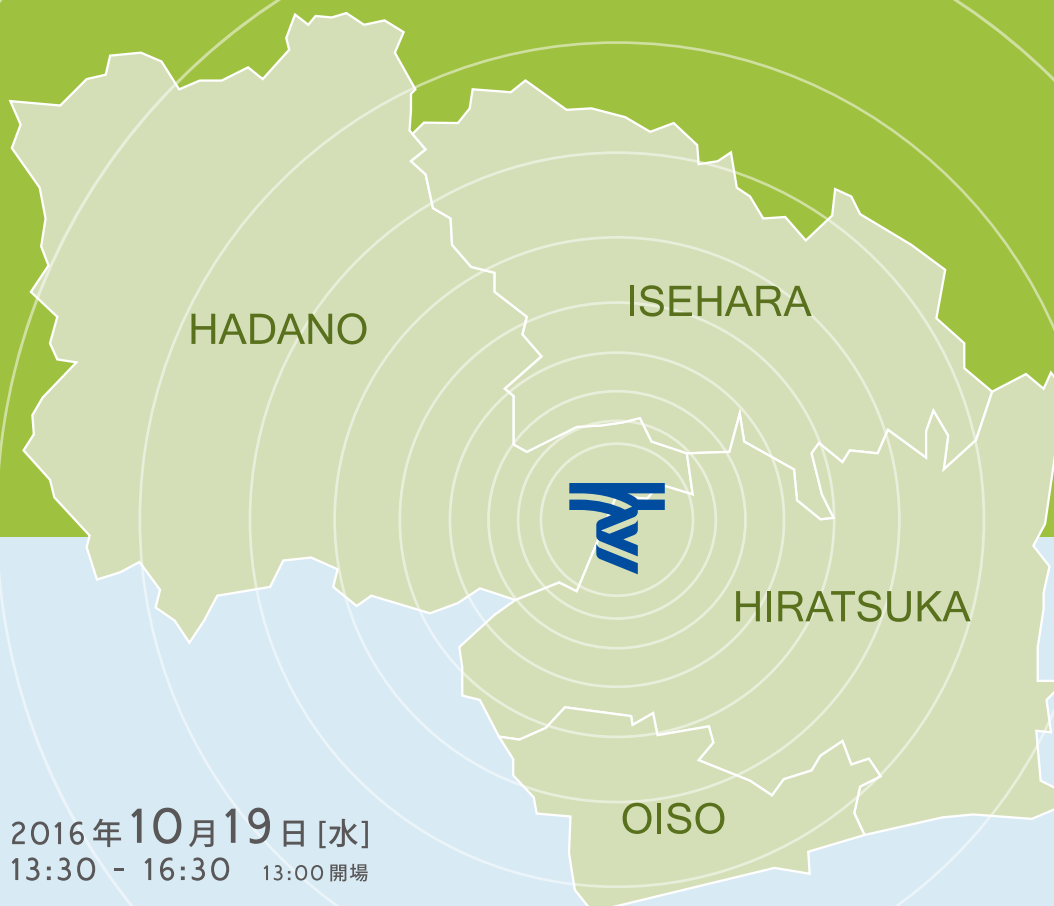 ISEHARA
HADANO
HIRATSUKA
OISO
2016年10月19日[水]
13:30 - 16:30 13:00開場